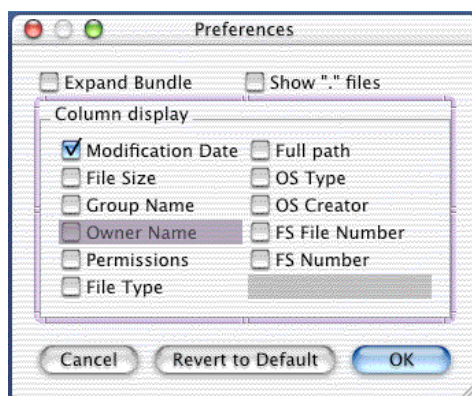 Preferences
Expand Bundle Show "." files
Column display
Modification Date Full path
File Size OS Type
Group Name OS Creator
Owner Name FS File Number
Permissions FS Number
File Type
Cancel Revert to Default OK